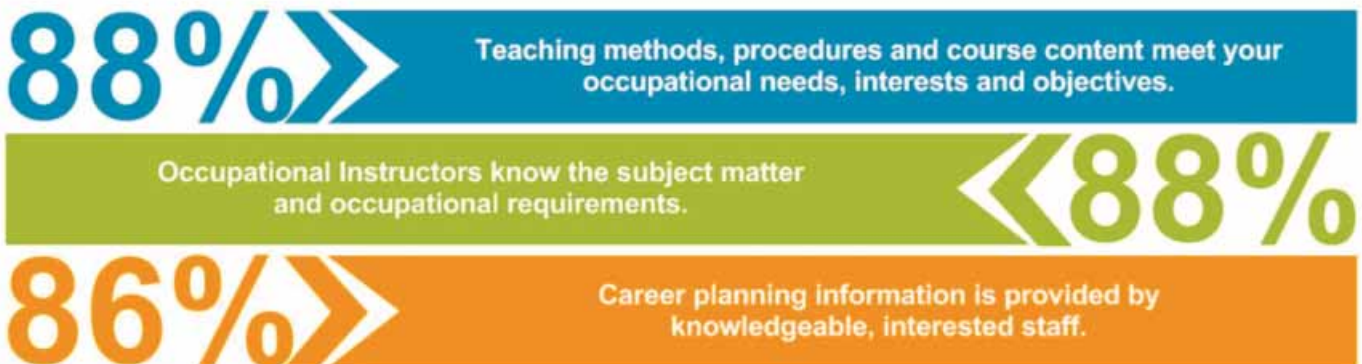 88%
Teaching methods, procedures and course content meet your
occupational needs, interests and objectives.
Occupational Instructors know the subject matter
and occupational requirements.
88%
86%
Career planning information is provided by
knowledgeable, interested staff.